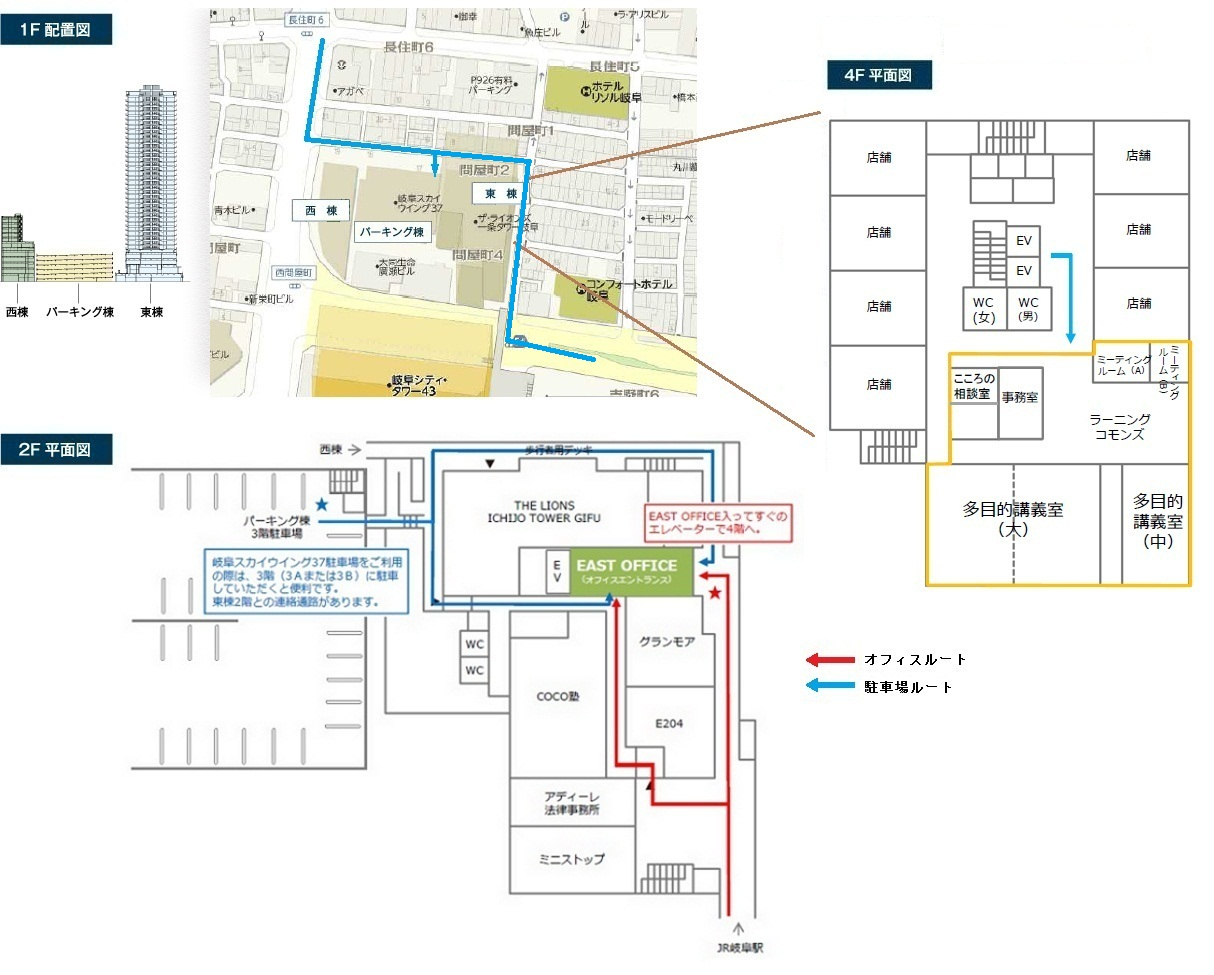 1F 配置図
西棟
パーキング棟
東棟
長住町6
御幸
P
ラ・アリスビル
魚庄ビル
長住町6
長住町5
アガペ
P926有料
パーキング
ホテル
リソル岐阜
橋本
問屋町1
問屋町2
丸川
青木ビル
西 棟
岐阜スカイ
ウイング37
東 棟
パーキング棟
ザ・ライオンズ
一条タワー岐阜
モードリーベ
問屋町
大同生命
廣瀬ビル
問屋町4
西問屋町
新栄町ビル
コンフォートホテル
岐阜
ビル
岐阜シティ・
タワー43
吉野町6
4F 平面図
店舗
店舗
店舗
店舗
EV
EV
WC
(女)
WC
(男)
店舗
店舗
店舗
こころの
相談室
事務室
ミーティング
ルーム (A)
ミーティング
ルーム (B)
ラーニング
コモンズ
多目的講義室
(大)
多目的
講義室
(中)
2F 平面図
西棟
歩行者用デッキ
パーキング棟
3階駐車場
THE LIONS
ICHIJO TOWER GIFU
EAST OFFICE入ってすぐの
エレベーターで4階へ。
岐阜スカイウイング37駐車場をご利用
の際は、3階（3Aまたは3B）に駐車
していただくと便利です。
東棟2階との連絡通路があります。
E
V
EAST OFFICE
(オフィスエントランス)
WC
WC
グランモア
COCO塾
E204
アディーレ
法律事務所
ミニストップ
JR岐阜駅
オフィスルート
駐車場ルート